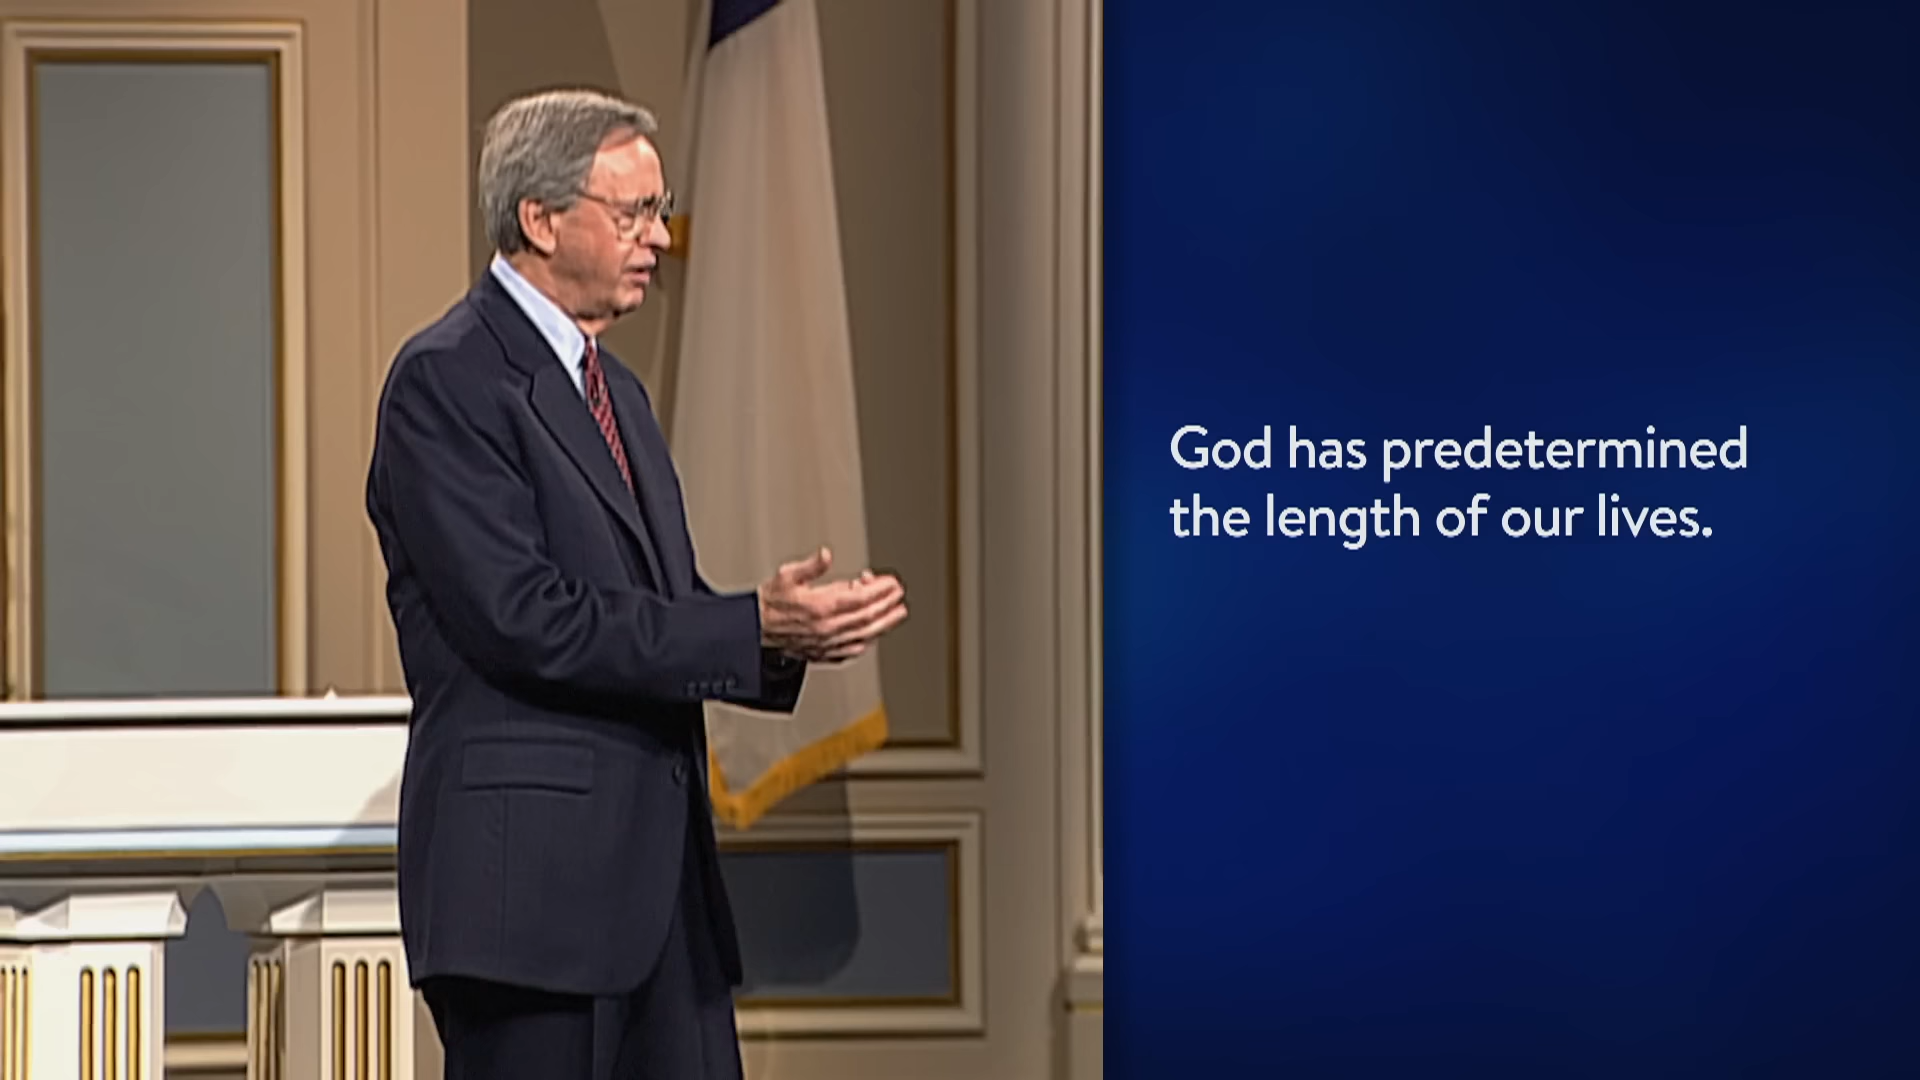 God has predetermined
the length of our lives.